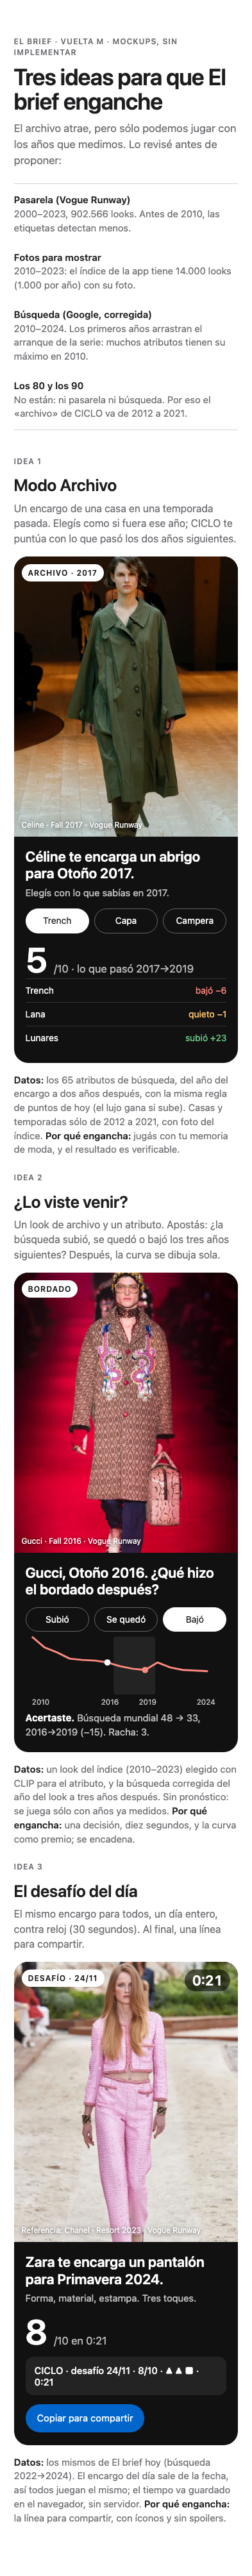 EL BRIEF · VUELTA M · MOCKUPS, SIN
IMPLEMENTAR
Tres ideas para que El
brief enganche
El archivo atrae, pero sólo podemos jugar con
los años que medimos. Lo revisé antes de
proponer:
Pasarela (Vogue Runway)
2000–2023, 902.566 looks. Antes de 2010, las
etiquetas detectan menos.
Fotos para mostrar
2010–2023: el índice de la app tiene 14.000 looks
(1.000 por año) con su foto.
Búsqueda (Google, corregida)
2010–2024. Los primeros años arrastran el
arranque de la serie: muchos atributos tienen su
máximo en 2010.
Los 80 y los 90
No están: ni pasarela ni búsqueda. Por eso el
«archivo» de CICLO va de 2012 a 2021.
IDEA 1
Modo Archivo
Un encargo de una casa en una temporada
pasada. Elegís como si fuera ese año; CICLO te
puntúa con lo que pasó los dos años siguientes.
ARCHIVO · 2017
Céline · Fall 2017 · Vogue Runway
Céline te encarga un abrigo
para Otoño 2017.
Elegís con lo que sabías en 2017.
Trench
Capa
Campera
5 /10 · lo que pasó 2017→2019
Trench bajó −6
Lana quieto −1
Lunares subió +23
Datos: los 65 atributos de búsqueda, del año del
encargo a dos años después, con la misma regla
de puntos de hoy (el lujo gana si sube). Casas y
temporadas sólo de 2012 a 2021, con foto del
índice. Por qué engancha: jugás con tu memoria
de moda, y el resultado es verificable.
IDEA 2
¿Lo viste venir?
Un look de archivo y un atributo. Apostás: ¿la
búsqueda subió, se quedó o bajó los tres años
siguientes? Después, la curva se dibuja sola.
BORDADO
Gucci · Fall 2016 · Vogue Runway
Gucci, Otoño 2016. ¿Qué hizo
el bordado después?
Subió
Se quedó
Bajó
2010 2016 2019 2024
Acertaste. Búsqueda mundial 48 → 33,
2016→2019 (−15). Racha: 3.
Datos: un look del índice (2010–2023) elegido con
CLIP para el atributo, y la búsqueda corregida del
año del look a tres años después. Sin pronóstico:
se juega sólo con años ya medidos. Por qué
engancha: una decisión, diez segundos, y la curva
como premio; se encadena.
IDEA 3
El desafío del día
El mismo encargo para todos, un día entero,
contra reloj (30 segundos). Al final, una línea
para compartir.
DESAFÍO · 24/11
0:21
Referencia: Chanel · Resort 2023 · Vogue Runway
Zara te encarga un pantalón
para Primavera 2024.
Forma, material, estampa. Tres toques.
8 /10 en 0:21
CICLO · desafío 24/11 · 8/10 · ▲ ▲ ■ ·
0:21
Copiar para compartir
Datos: los mismos de El brief hoy (búsqueda
2022→2024). El encargo del día sale de la fecha,
así todos juegan el mismo; el tiempo va guardado
en el navegador, sin servidor. Por qué engancha:
la línea para compartir, con íconos y sin spoilers.